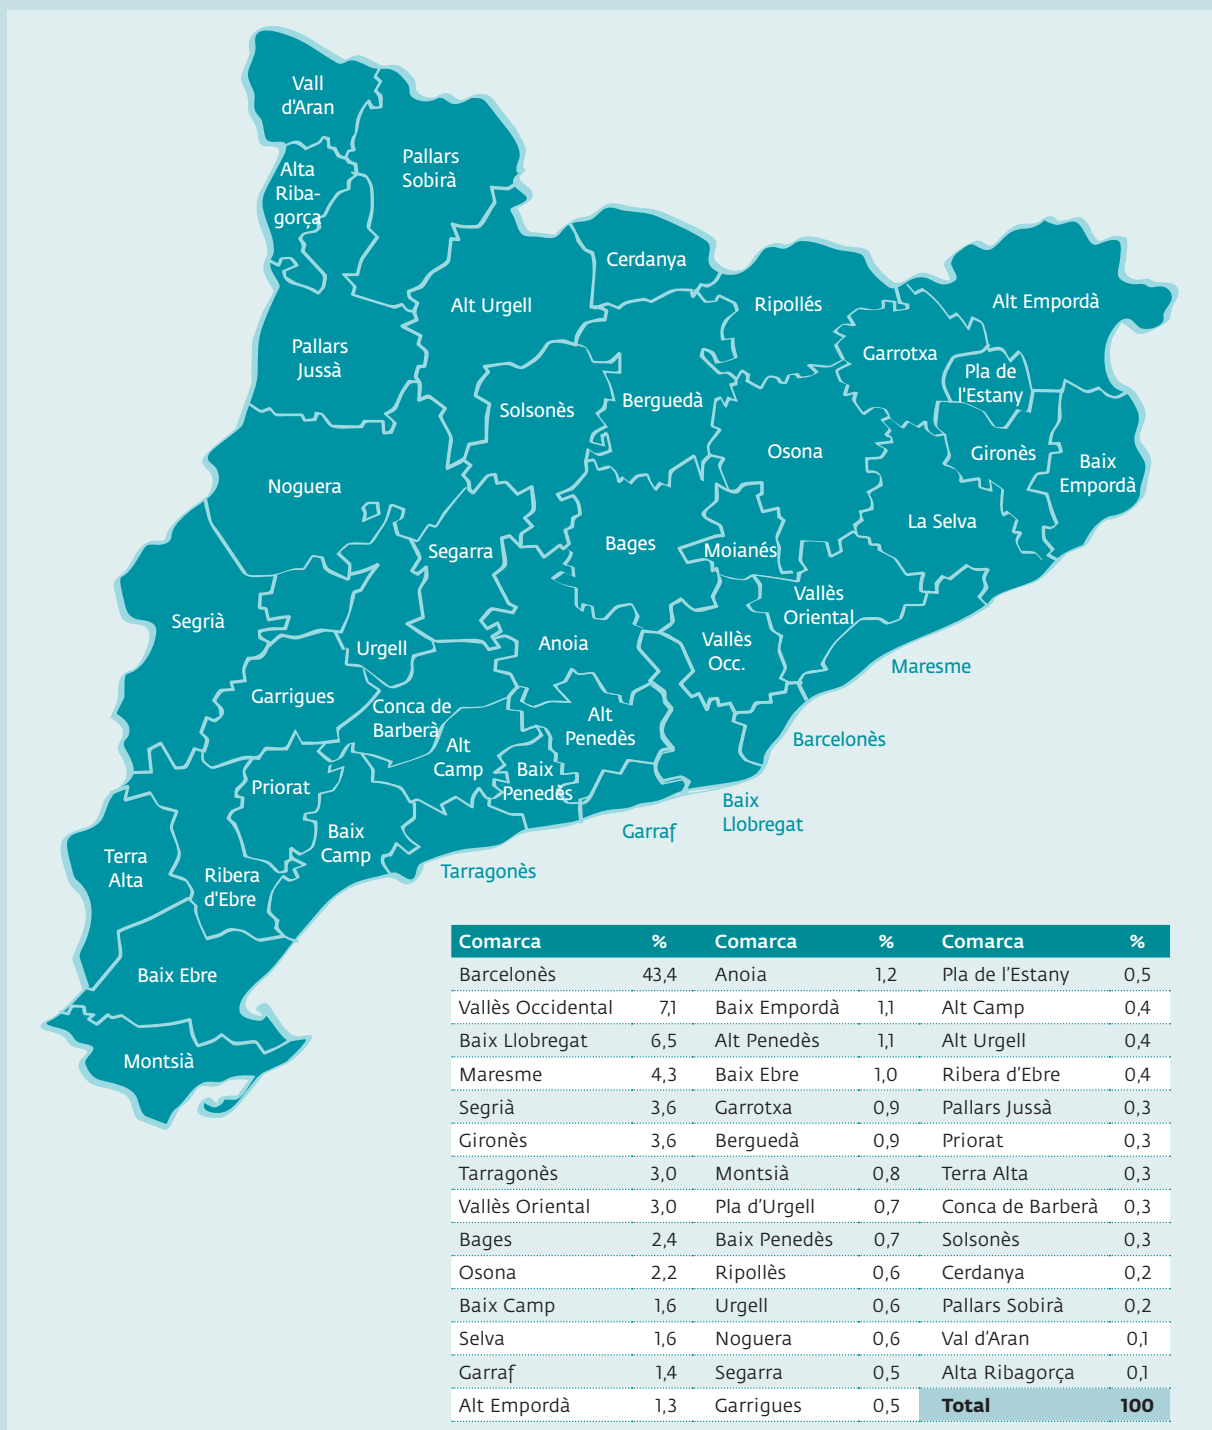 Vall
d'Aran
Pallars
Sobirà
Alta
Riba-
gorça
Cerdanya
Alt Urgell
Ripollés
Alt Empordà
Pallars
Jussà
Garrotxa
Pla de
l'Estany
Solsonès
Berguedà
Osona
Gironès
Baix
Empordà
Noguera
La Selva
Segarra
Bages
Moianés
Segrià
Vallès
Oriental
Urgell
Anoia
Vallès
Occ.
Maresme
Garrigues
Conca de
Barberà
Alt
Penedès
Alt
Camp
Barcelonès
Priorat
Baix
Penedès
Baix
Llobregat
Garraf
Baix
Camp
Terra
Alta
Ribera
d'Ebre
Tarragonès
Baix Ebre
Montsià
Comarca % Comarca % Comarca %
Barcelonès 43,4 Anoia 1,2 Pla de l’Estany 0,5
Vallès Occidental 7,1 Baix Empordà 1,1 Alt Camp 0,4
Baix Llobregat 6,5 Alt Penedès 1,1 Alt Urgell 0,4
Maresme 4,3 Baix Ebre 1,0 Ribera d’Ebre 0,4
Segrià 3,6 Garrotxa 0,9 Pallars Jussà 0,3
Gironès 3,6 Berguedà 0,9 Priorat 0,3
Tarragonès 3,0 Montsià 0,8 Terra Alta 0,3
Vallès Oriental 3,0 Pla d’Urgell 0,7 Conca de Barberà 0,3
Bages 2,4 Baix Penedès 0,7 Solsonès 0,3
Osona 2,2 Ripollès 0,6 Cerdanya 0,2
Baix Camp 1,6 Urgell 0,6 Pallars Sobirà 0,2
Selva 1,6 Noguera 0,6 Val d’Aran 0,1
Garraf 1,4 Segarra 0,5 Alta Ribagorça 0,1
Alt Empordà 1,3 Garrigues 0,5 Total 100